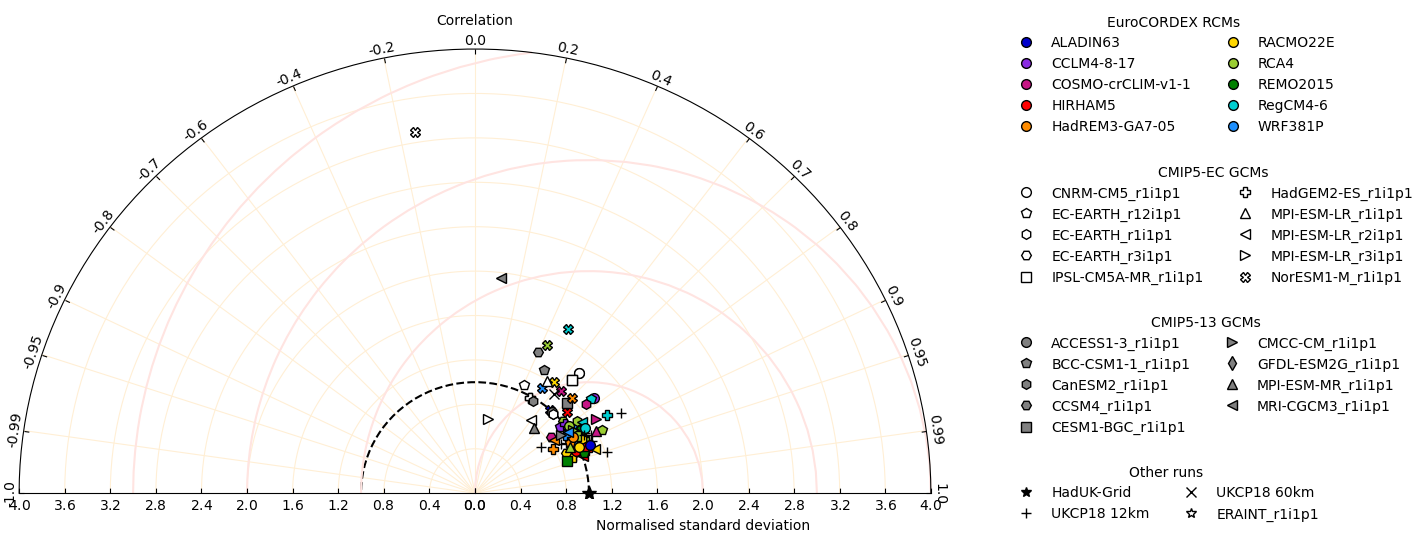 Correlation
-0.99
-0.95
-0.9
-0.8
-0.7
-0.6
-0.4
-0.2
0.0
0.2
0.4
0.6
0.7
0.8
0.9
0.95
0.99
1.0
1.0
4.0 3.6 3.2 2.8 2.4 2.0 1.6 1.2 0.8 0.4 0.0 0.4 0.8 1.2 1.6 2.0 2.4 2.8 3.2 3.6 4.0
Normalised standard deviation
EuroCORDEX RCMs
ALADIN63 RACMO22E
CCLM4-8-17 RCA4
COSMO-crCLIM-v1-1 REMO2015
HIRHAM5 RegCM4-6
HadREM3-GA7-05 WRF381P
CMIP5-EC GCMs
CNRM-CM5_r1i1p1 HadGEM2-ES_r1i1p1
EC-EARTH_r12i1p1 MPI-ESM-LR_r1i1p1
EC-EARTH_r1i1p1 MPI-ESM-LR_r2i1p1
EC-EARTH_r3i1p1 MPI-ESM-LR_r3i1p1
IPSL-CM5A-MR_r1i1p1 NorESM1-M_r1i1p1
CMIP5-13 GCMs
ACCESS1-3_r1i1p1 CMCC-CM_r1i1p1
BCC-CSM1-1_r1i1p1 GFDL-ESM2G_r1i1p1
CanESM2_r1i1p1 MPI-ESM-MR_r1i1p1
CCSM4_r1i1p1 MRI-CGCM3_r1i1p1
CESM1-BGC_r1i1p1
Other runs
HadUK-Grid UKCP18 60km
UKCP18 12km ERAINT_r1i1p1